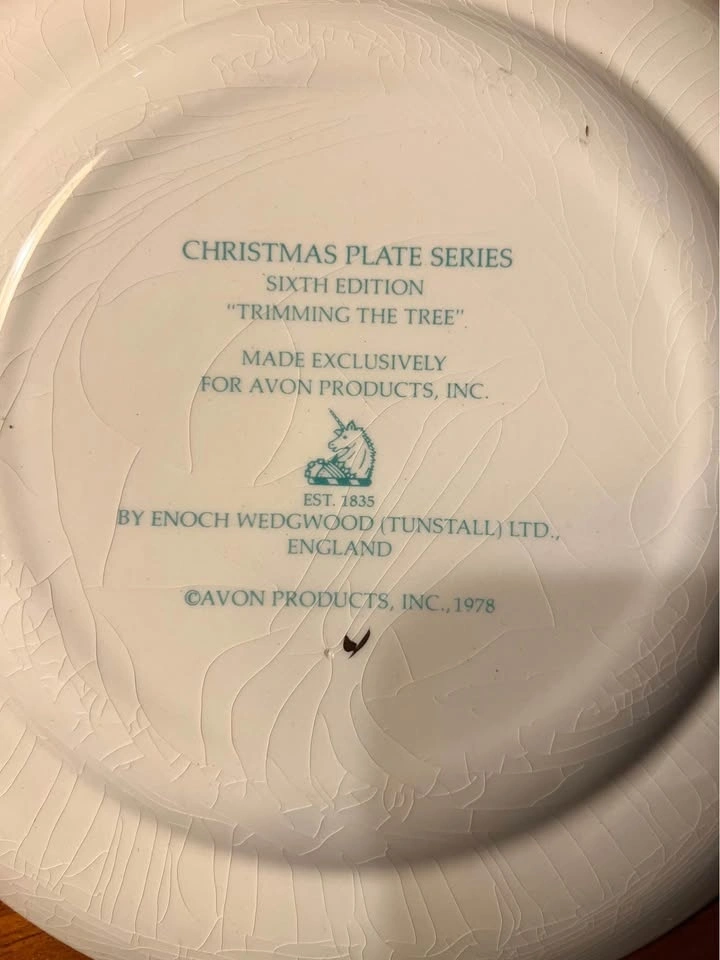 CHRISTMAS PLATE SERIES
SIXTH EDITION
"TRIMMING THE TREE"
MADE EXCLUSIVELY
FOR AVON PRODUCTS, INC.
EST. 1835
BY ENOCH WEDGWOOD (TUNSTALL) LTD.,
ENGLAND
©AVON PRODUCTS, INC., 1978